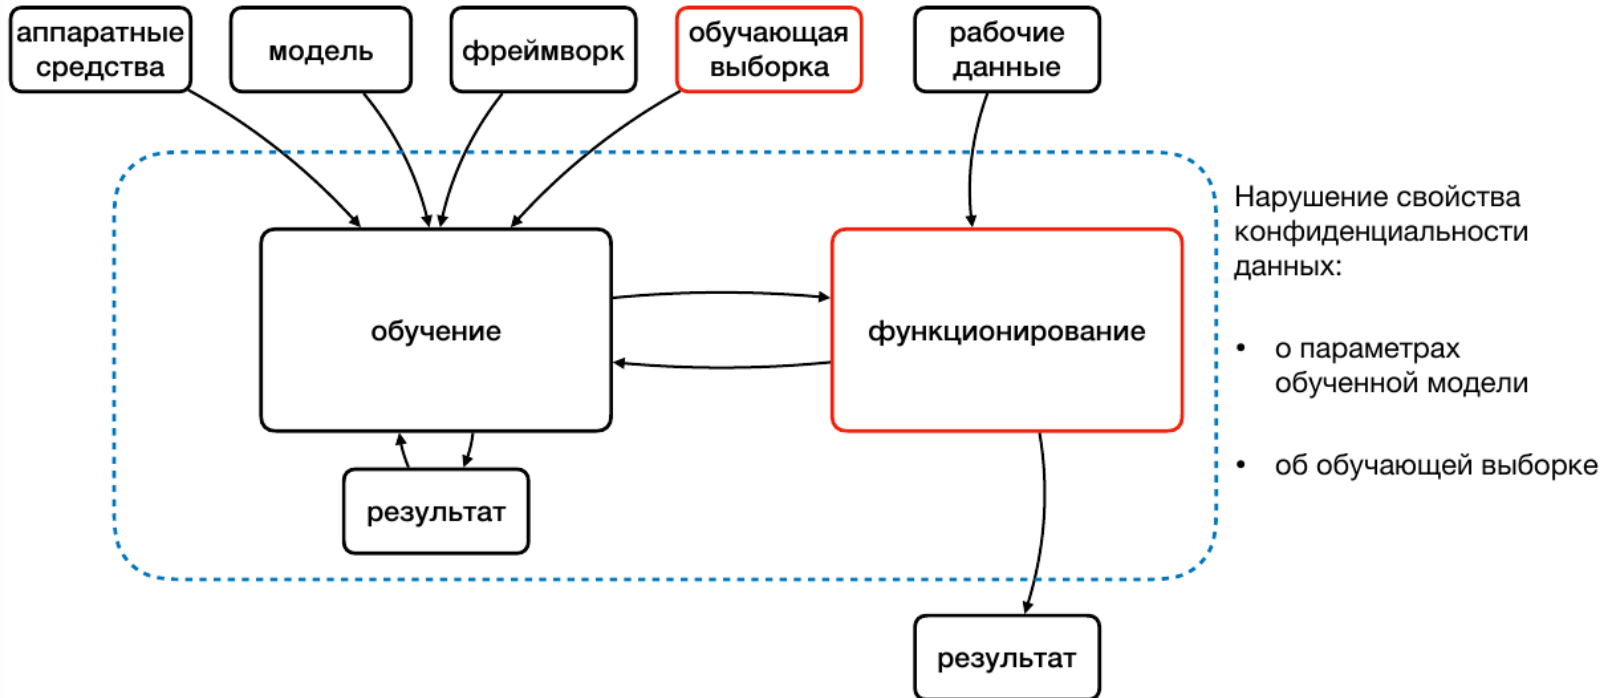 аппаратные
средства
модель
фреймворк
обучающая
выборка
рабочие
данные
Нарушение свойства
конфиденциальности
данных:
обучение
функционирование
• о параметрах
обученной модели
• об обучающей выборке
результат
результат